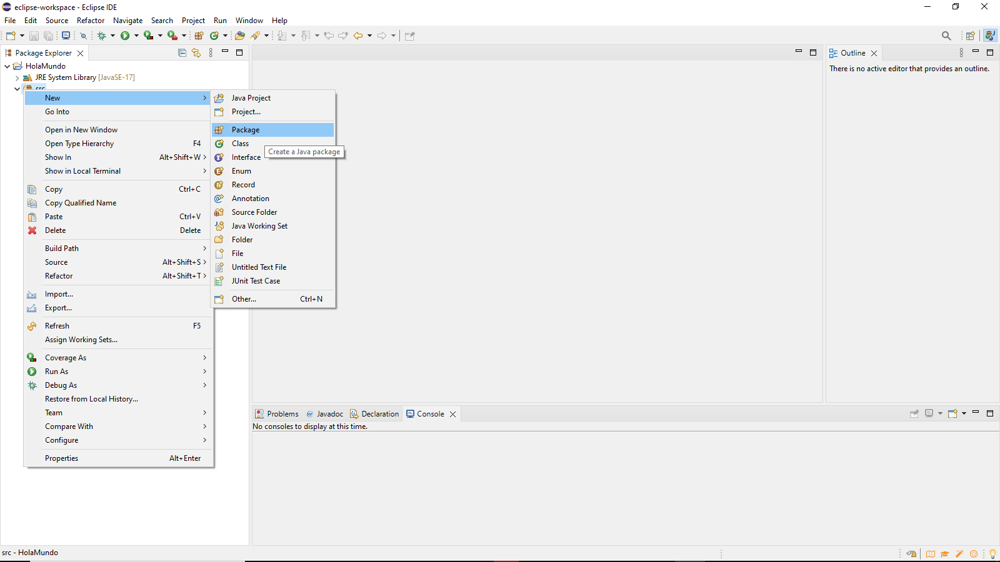 eclipse-workspace - Eclipse IDE
File Edit Source Refactor Navigate Search Project Run Window Help
Package Explorer
HolaMundo
JRE System Library [JavaSE-17]
src
New
Go Into
Open in New Window
Open Type Hierarchy F4
Show In Alt+Shift+W
Show in Local Terminal
Copy Ctrl+C
Copy Qualified Name
Paste Ctrl+V
Delete Delete
Build Path
Source Alt+Shift+S
Refactor Alt+Shift+T
Import...
Export...
Refresh F5
Assign Working Sets...
Coverage As
Run As
Debug As
Restore from Local History...
Team
Compare With
Configure
Properties Alt+Enter
Java Project
Project...
Package
Class
Create a Java package
Interface
Enum
Record
Annotation
Source Folder
Java Working Set
Folder
File
Untitled Text File
JUnit Test Case
Other... Ctrl+N
Outline
There is no active editor that provides an outline.
Problems Javadoc Declaration Console
No consoles to display at this time.
src - HolaMundo